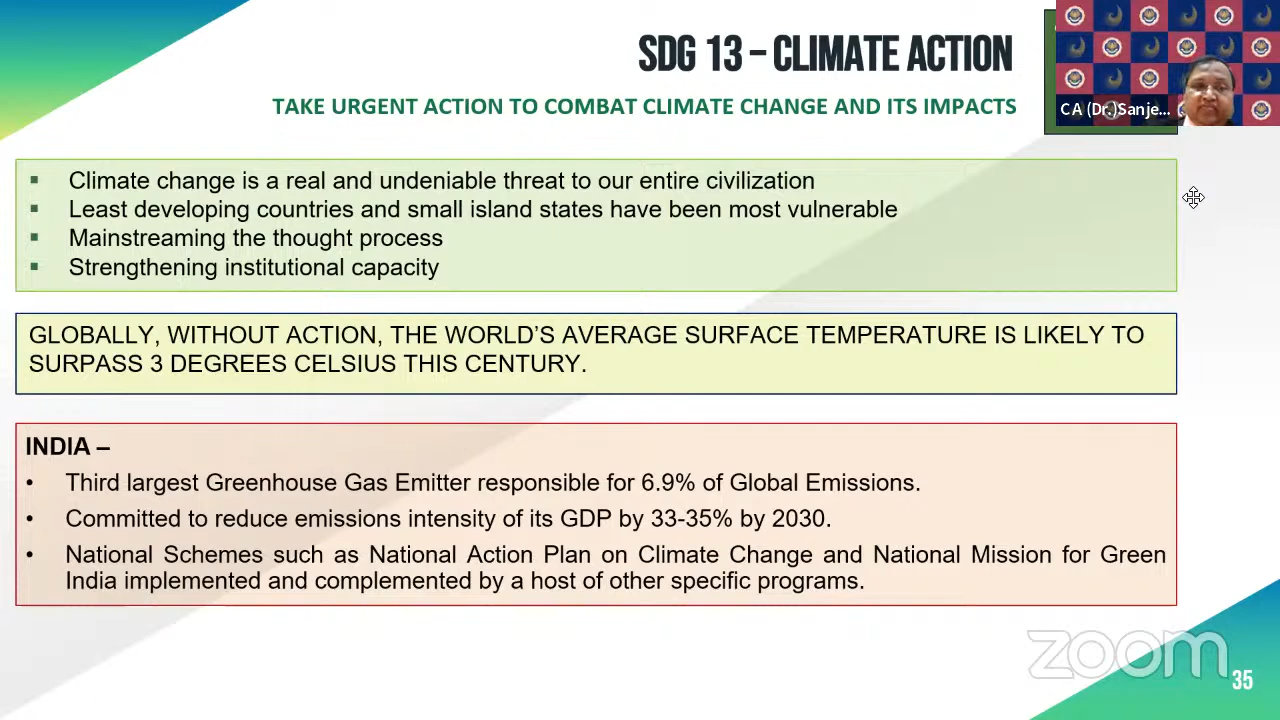 SDG 13 – CLIMATE ACTION
TAKE URGENT ACTION TO COMBAT CLIMATE CHANGE AND ITS IMPACTS
CA (Dr.)Sanje...
▪ Climate change is a real and undeniable threat to our entire civilization
▪ Least developing countries and small island states have been most vulnerable
▪ Mainstreaming the thought process
▪ Strengthening institutional capacity
GLOBALLY, WITHOUT ACTION, THE WORLD'S AVERAGE SURFACE TEMPERATURE IS LIKELY TO
SURPASS 3 DEGREES CELSIUS THIS CENTURY.
INDIA –
• Third largest Greenhouse Gas Emitter responsible for 6.9% of Global Emissions.
• Committed to reduce emissions intensity of its GDP by 33-35% by 2030.
• National Schemes such as National Action Plan on Climate Change and National Mission for Green
India implemented and complemented by a host of other specific programs.
zoom
35